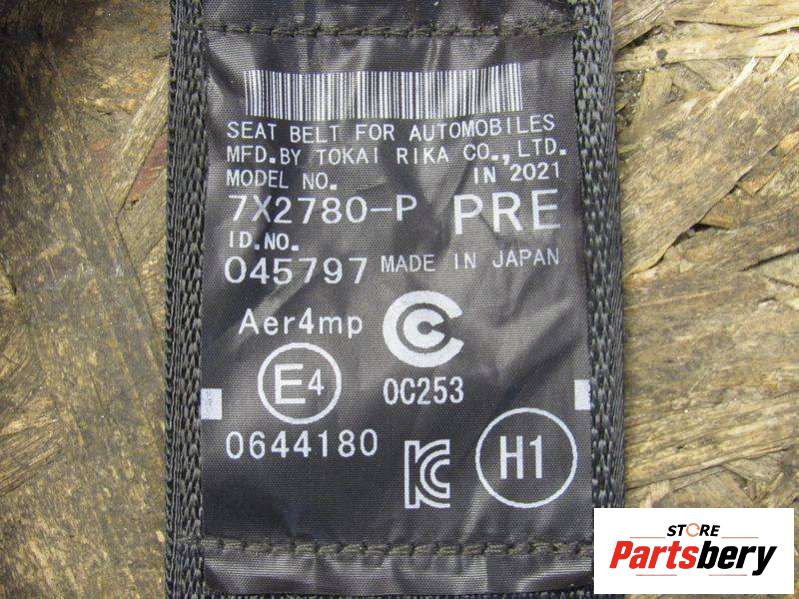 SEAT BELT FOR AUTOMOBILES
MFD.BY TOKAI RIKA CO.,LTD.
MODEL NO. IN 2021
7X2780-P PRE
ID.NO.
045797 MADE IN JAPAN
Aer4mp
E4
0C253
0644180
H1
STORE
Partsbery